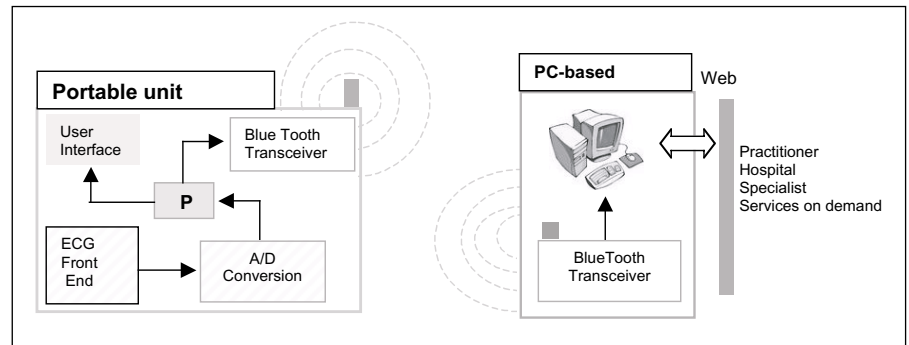 Portable unit
User
Interface
Blue Tooth
Transceiver
P
ECG
Front
End
A/D
Conversion
PC-based
Web
Practitioner
Hospital
Specialist
Services on demand
BlueTooth
Transceiver